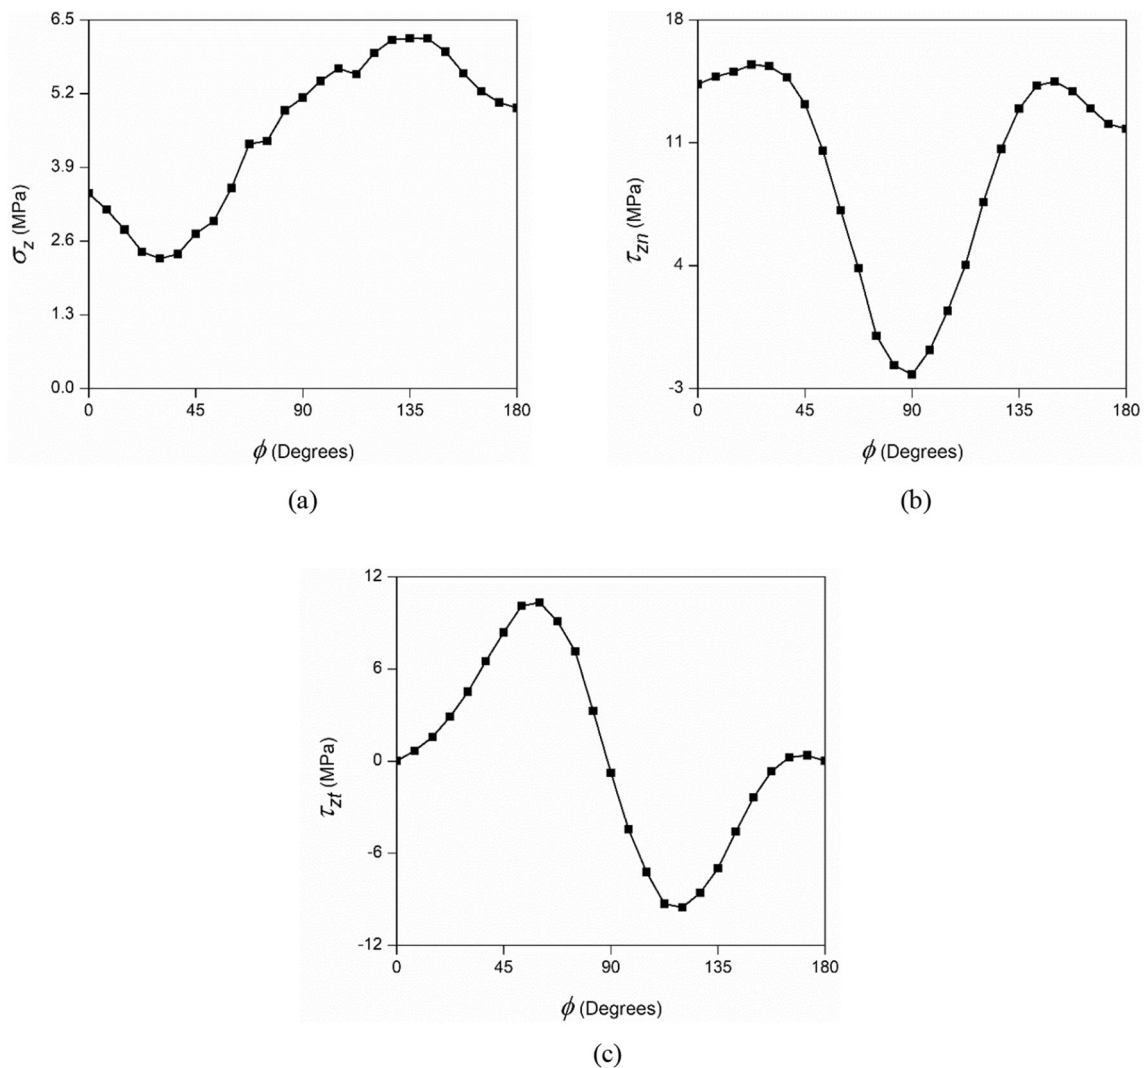 6.5
5.2
3.9
2.6
1.3
0.0
σz (MPa)
0 45 90 135 180
ϕ (Degrees)
(a)
18
11
4
-3
τzn (MPa)
0 45 90 135 180
ϕ (Degrees)
(b)
12
6
0
-6
-12
τzt (MPa)
0 45 90 135 180
ϕ (Degrees)
(c)